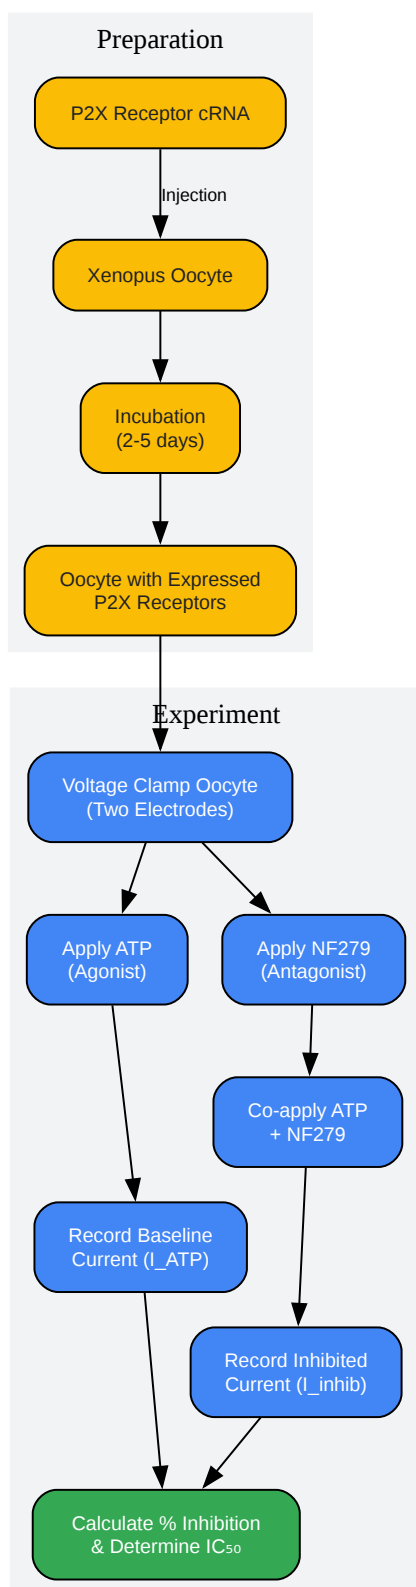 Preparation
P2X Receptor cRNA
Injection
Xenopus Oocyte
Incubation
(2-5 days)
Oocyte with Expressed
P2X Receptors
Experiment
Voltage Clamp Oocyte
(Two Electrodes)
Apply ATP
(Agonist)
Apply NF279
(Antagonist)
Co-apply ATP
+ NF279
Record Baseline
Current (I_ATP)
Record Inhibited
Current (I_inhib)
Calculate % Inhibition
& Determine IC₅₀